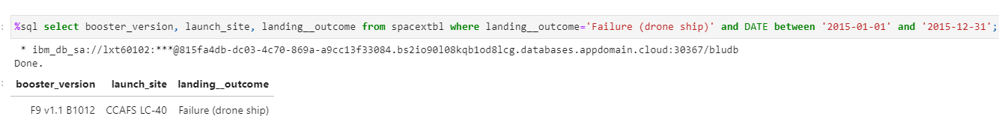 %sql select booster_version, launch_site, landing__outcome from spacextbl where landing__outcome='Failure (drone ship)' and DATE between '2015-01-01' and '2015-12-31';
* ibm_db_sa://lxt60102:***@815fa4db-dc03-4c70-869a-a9cc13f33084.bs2io90l08kqb1od8lcg.databases.appdomain.cloud:30367/bludb
Done.
booster_version launch_site landing__outcome
F9 v1.1 B1012 CCAFS LC-40 Failure (drone ship)